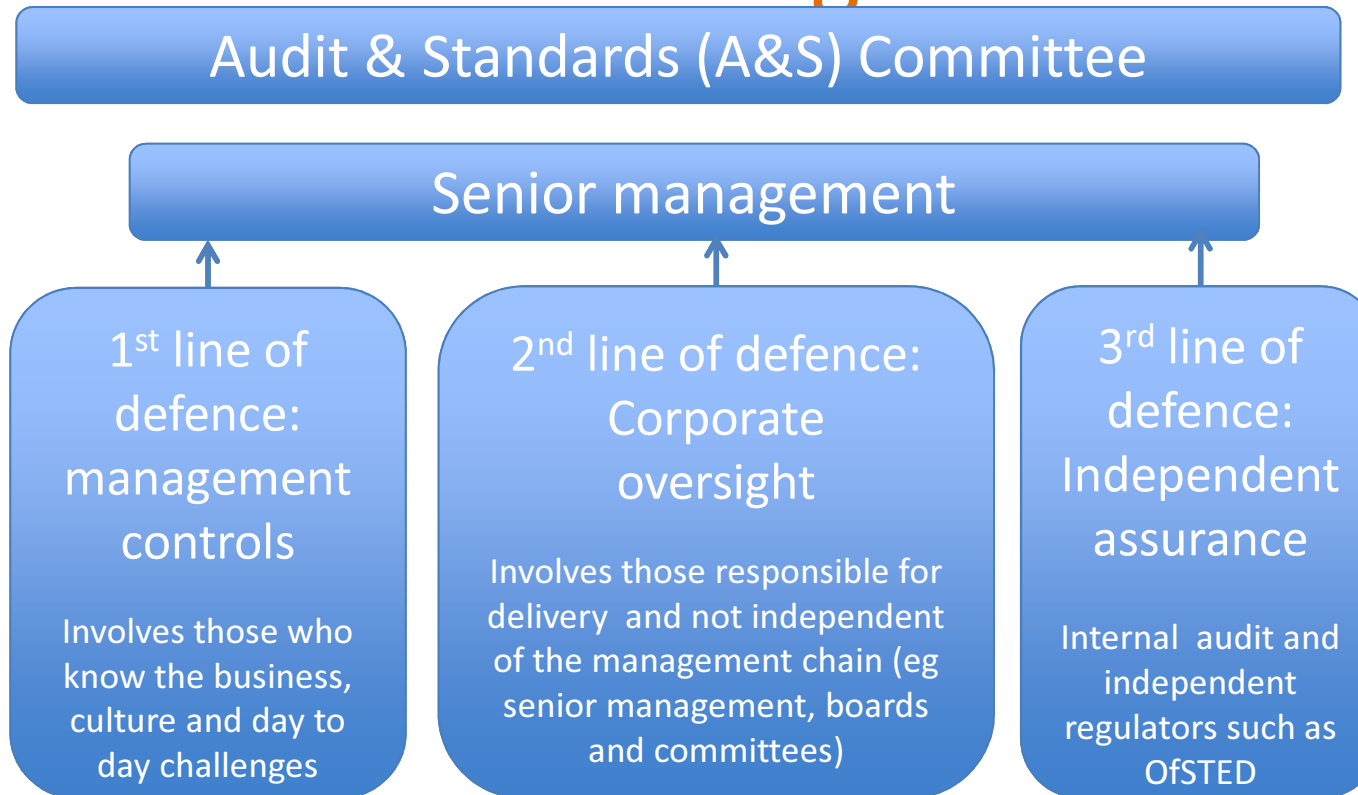 Audit & Standards (A&S) Committee
Senior management
1st line of
defence:
management
controls
Involves those who
know the business,
culture and day to
day challenges
2nd line of defence:
Corporate
oversight
Involves those responsible for
delivery  and not independent
of the management chain (eg
senior management, boards
and committees)
3rd line of
defence:
Independent
assurance
Internal  audit and
independent
regulators such as
OfSTED